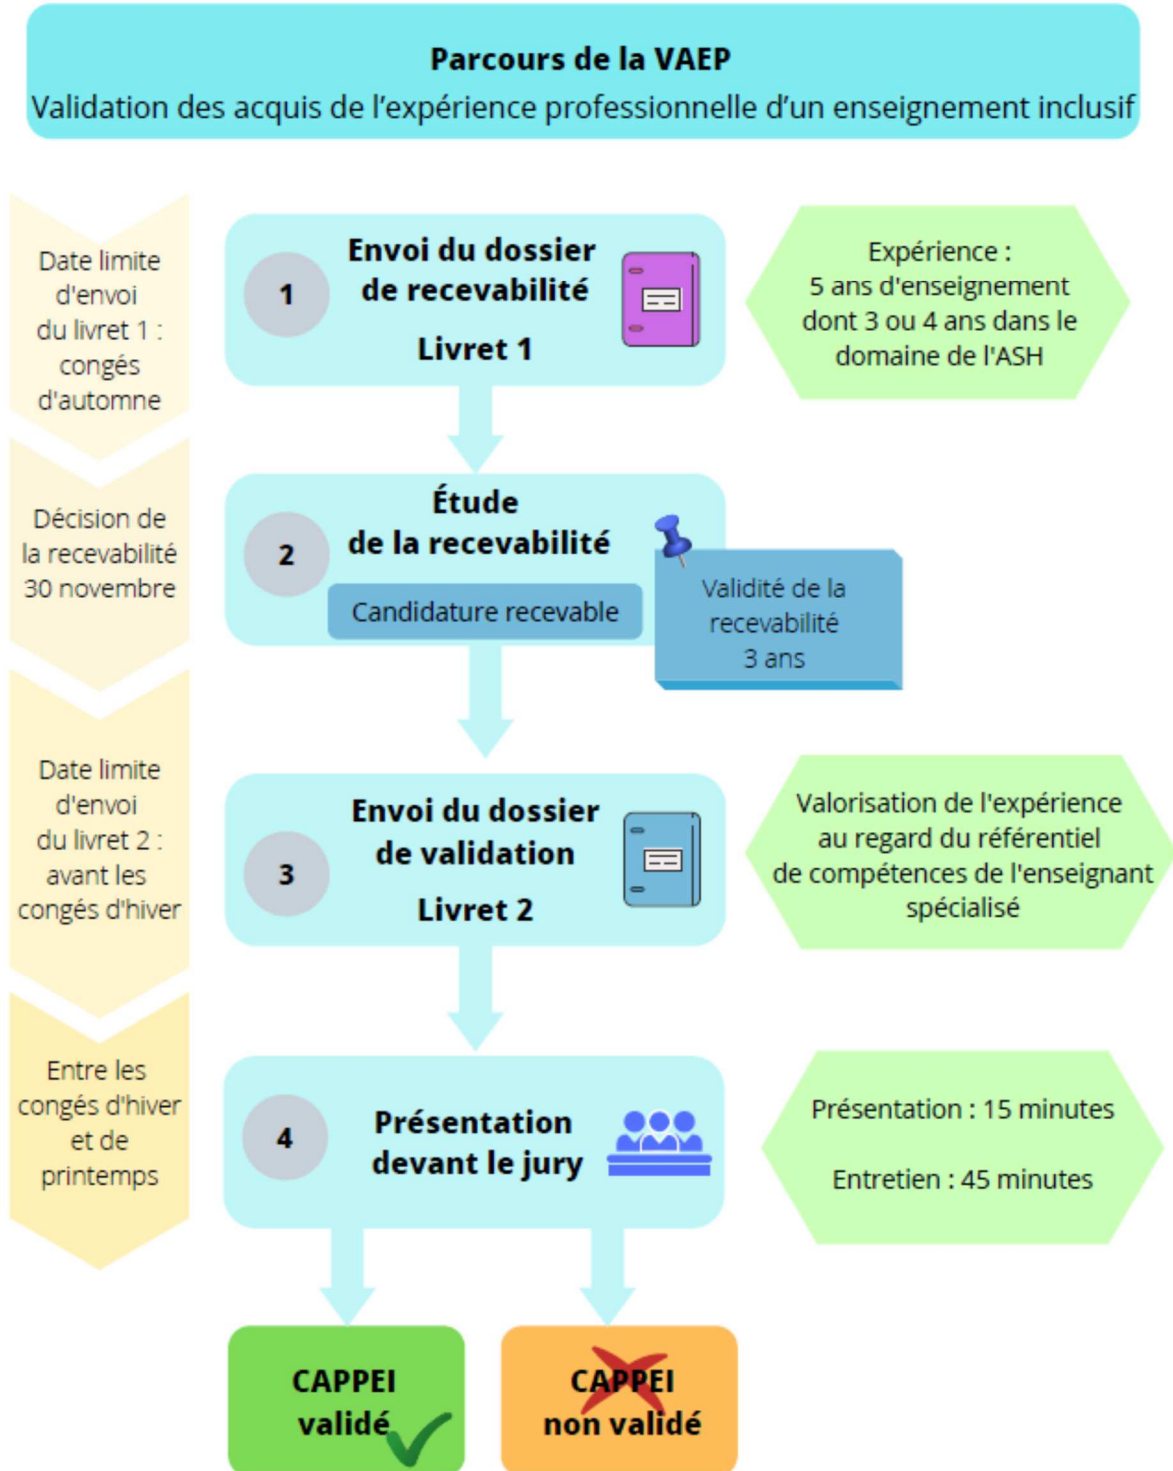 Parcours de la VAEP
Validation des acquis de l'expérience professionnelle d'un enseignement inclusif
Date limite
d'envoi
du livret 1 :
congés
d'automne
1
Envoi du dossier
de recevabilité
Livret 1
Expérience :
5 ans d'enseignement
dont 3 ou 4 ans dans le
domaine de l'ASH
Décision de
la recevabilité
30 novembre
2
Étude
de la recevabilité
Candidature recevable
Validité de la
recevabilité
3 ans
Date limite
d'envoi
du livret 2 :
avant les
congés d'hiver
3
Envoi du dossier
de validation
Livret 2
Valorisation de l'expérience
au regard du référentiel
de compétences de l'enseignant
spécialisé
Entre les
congés d'hiver
et de
printemps
4
Présentation
devant le jury
Présentation : 15 minutes
Entretien : 45 minutes
CAPPEI
validé
CAPPEI
non validé